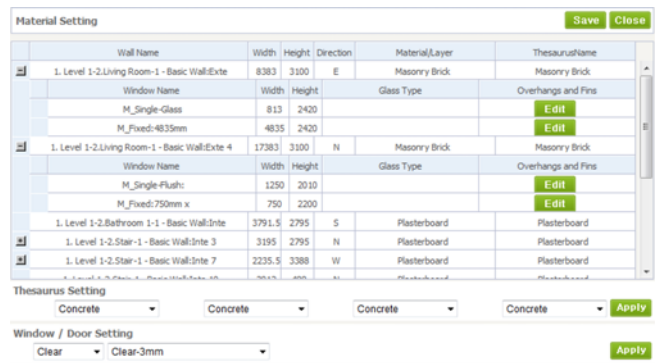 Material Setting Save Close
Wall Name Width Height Direction Material/Layer ThesaurusName
1. Level 1-2.Living Room-1 - Basic Wall:Exte 8383 3100 E Masonry Brick Masonry Brick
Window Name Width Height Glass Type Overhangs and Fins
M_Single-Glass 813 2420 Edit
M_Fixed:4835mm 4835 2420 Edit
1. Level 1-2.Living Room-1 - Basic Wall:Exte 4 17383 3100 N Masonry Brick Masonry Brick
Window Name Width Height Glass Type Overhangs and Fins
M_Single-Flush: 1250 2010 Edit
M_Fixed:750mm x 750 2200 Edit
1. Level 1-2.Bathroom 1-1 - Basic Wall:Inte 3791.5 2795 S Plasterboard Plasterboard
1. Level 1-2.Stair-1 - Basic Wall:Inte 3 3195 2795 N Plasterboard Plasterboard
1. Level 1-2.Stair-1 - Basic Wall:Inte 7 2235.5 3388 W Plasterboard Plasterboard
Thesaurus Setting
Concrete Concrete Concrete Concrete Apply
Window / Door Setting
Clear Clear-3mm Apply